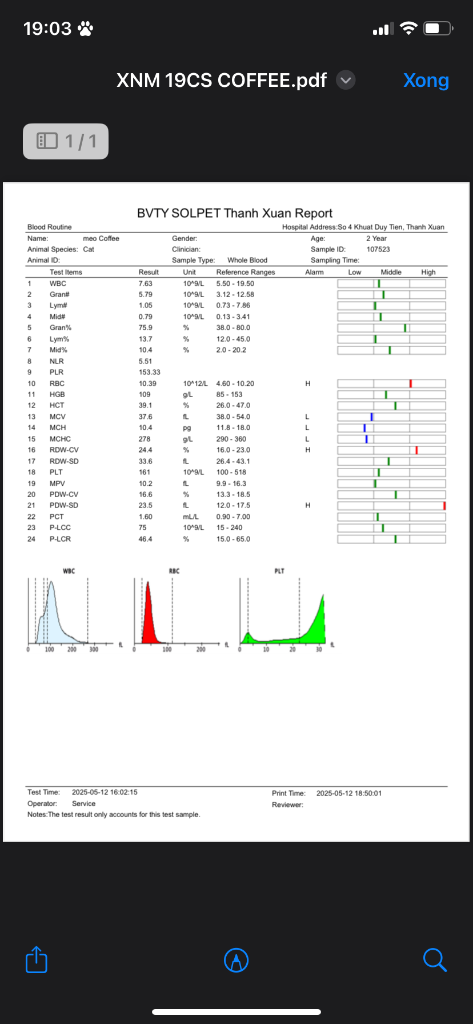 19:03
XNM 19CS COFFEE.pdf
Xong
1/1
BVTY SOLPET Thanh Xuan Report
Blood Routine Hospital Address:So 4 Khuat Duy Tien, Thanh Xuan
Name: meo Coffee Gender: Age: 2 Year
Animal Species: Cat Clinician: Sample ID: 107523
Animal ID: Sample Type: Whole Blood Sampling Time:
Test Items Result Unit Reference Ranges Alarm Low Middle High
1 WBC 7.63 10^9/L 5.50 - 19.50
2 Gran# 5.79 10^9/L 3.12 - 12.58
3 Lym# 1.05 10^9/L 0.73 - 7.86
4 Mid# 0.79 10^9/L 0.13 - 3.41
5 Gran% 75.9 % 38.0 - 80.0
6 Lym% 13.7 % 12.0 - 45.0
7 Mid% 10.4 % 2.0 - 20.2
8 NLR 5.51
9 PLR 153.33
10 RBC 10.39 10^12/L 4.60 - 10.20 H
11 HGB 109 g/L 85 - 153
12 HCT 39.1 % 26.0 - 47.0
13 MCV 37.6 fL 38.0 - 54.0 L
14 MCH 10.4 pg 11.8 - 18.0 L
15 MCHC 278 g/L 290 - 360 L
16 RDW-CV 24.4 % 16.0 - 23.0 H
17 RDW-SD 33.6 fL 26.4 - 43.1
18 PLT 161 10^9/L 100 - 518
19 MPV 10.2 fL 9.9 - 16.3
20 PDW-CV 16.6 % 13.3 - 18.5
21 PDW-SD 23.5 fL 12.0 - 17.5 H
22 PCT 1.60 mL/L 0.90 - 7.00
23 P-LCC 75 10^9/L 15 - 240
24 P-LCR 46.4 % 15.0 - 65.0
WBC RBC PLT
0 100 200 300 fL 0 100 200 fL 0 10 20 30 fL
Test Time: 2025-05-12 16:02:15 Print Time: 2025-05-12 18:50:01
Operator: Service Reviewer:
Notes:The test result only accounts for this test sample.